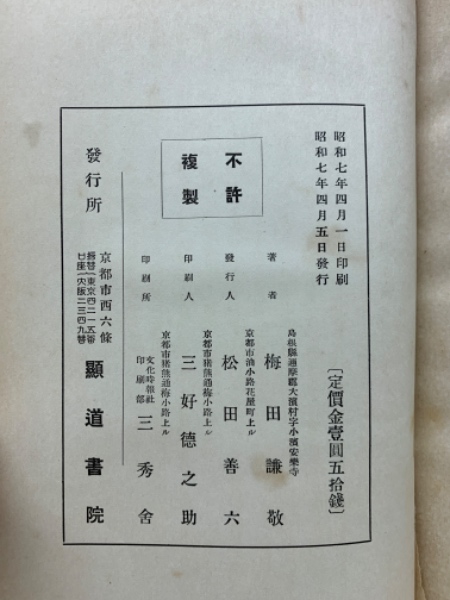 昭和七年四月一日印刷
昭和七年四月五日發行
〔定價金壹圓五拾錢〕
不許
複製
著者
島根縣邇摩郡大濱村字小濱安樂寺
梅田謙敬
發行人
京都市油小路花屋町上ル
松田善六
印刷人
京都市猪熊通梅小路上ル
三好德之助
印刷所
京都市猪熊通梅小路上ル
文化時報社
印刷部
三秀舍
發行所
京都市西六條
振替(東京四二一五番
七座(大阪二三四九番
顯道書院